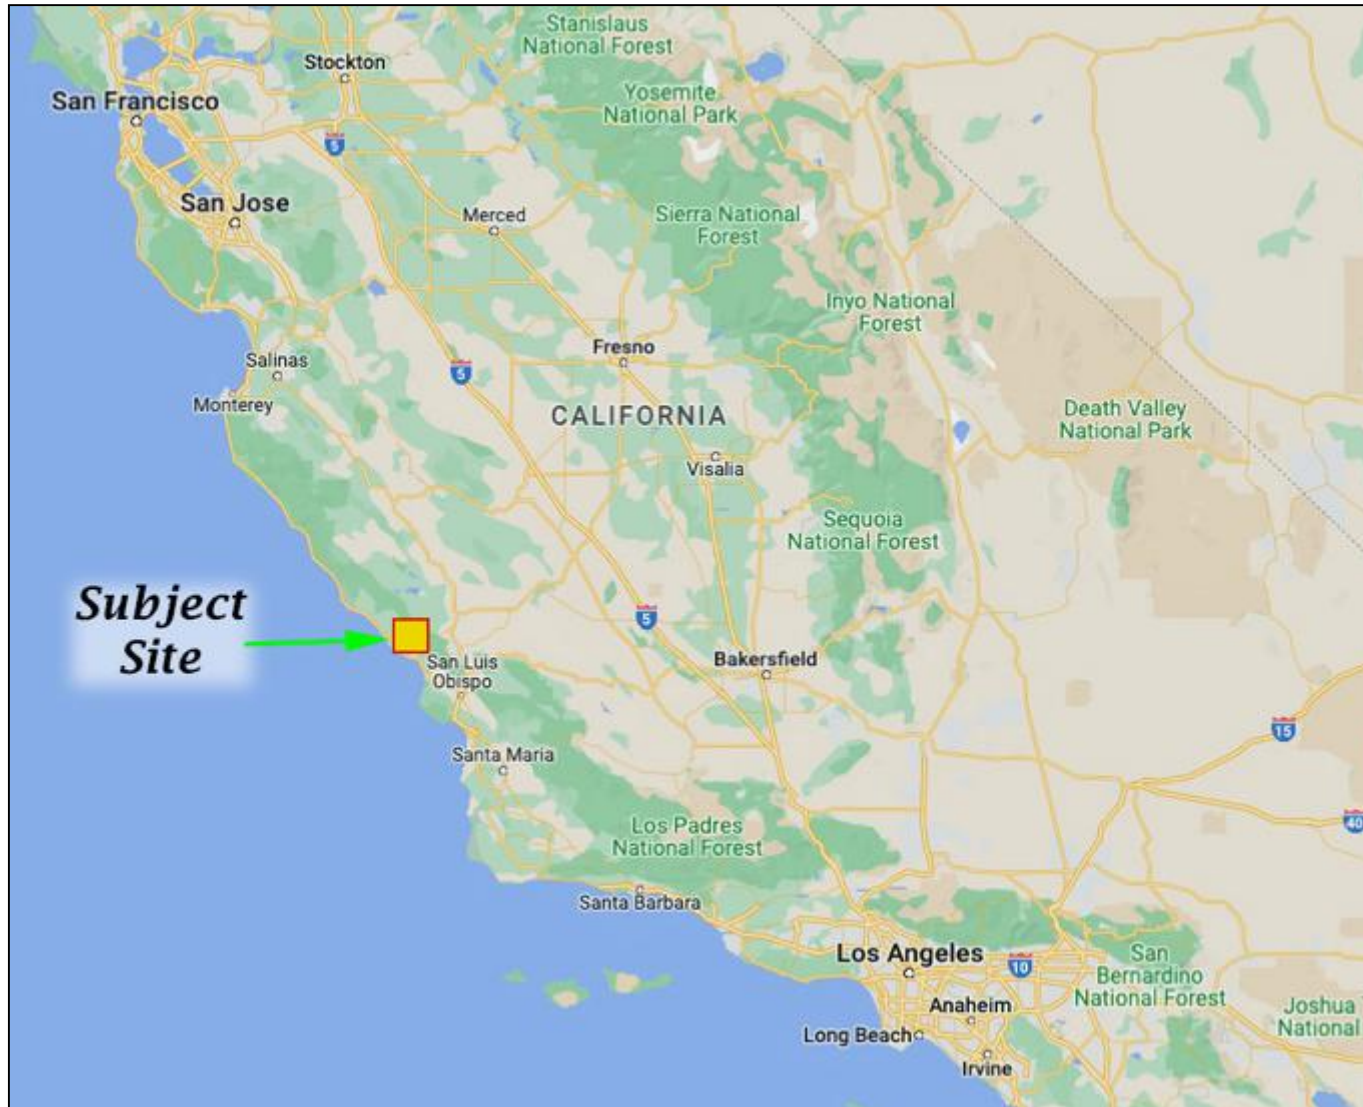 Stanislaus
National Forest
Stockton
Yosemite
National Park
San Francisco
5
San Jose
Merced
Sierra National
Forest
Inyo National
Forest
Fresno
Salinas
5
Monterey
CALIFORNIA
Death Valley
National Park
Visalia
Sequoia
National Forest
Subject
Site
5
San Luis
Obispo
Bakersfield
15
Santa Maria
Los Padres
National Forest
40
Santa Barbara
Los Angeles
10
San
Bernardino
National Forest
Anaheim
Joshua
National
Long Beach
Irvine